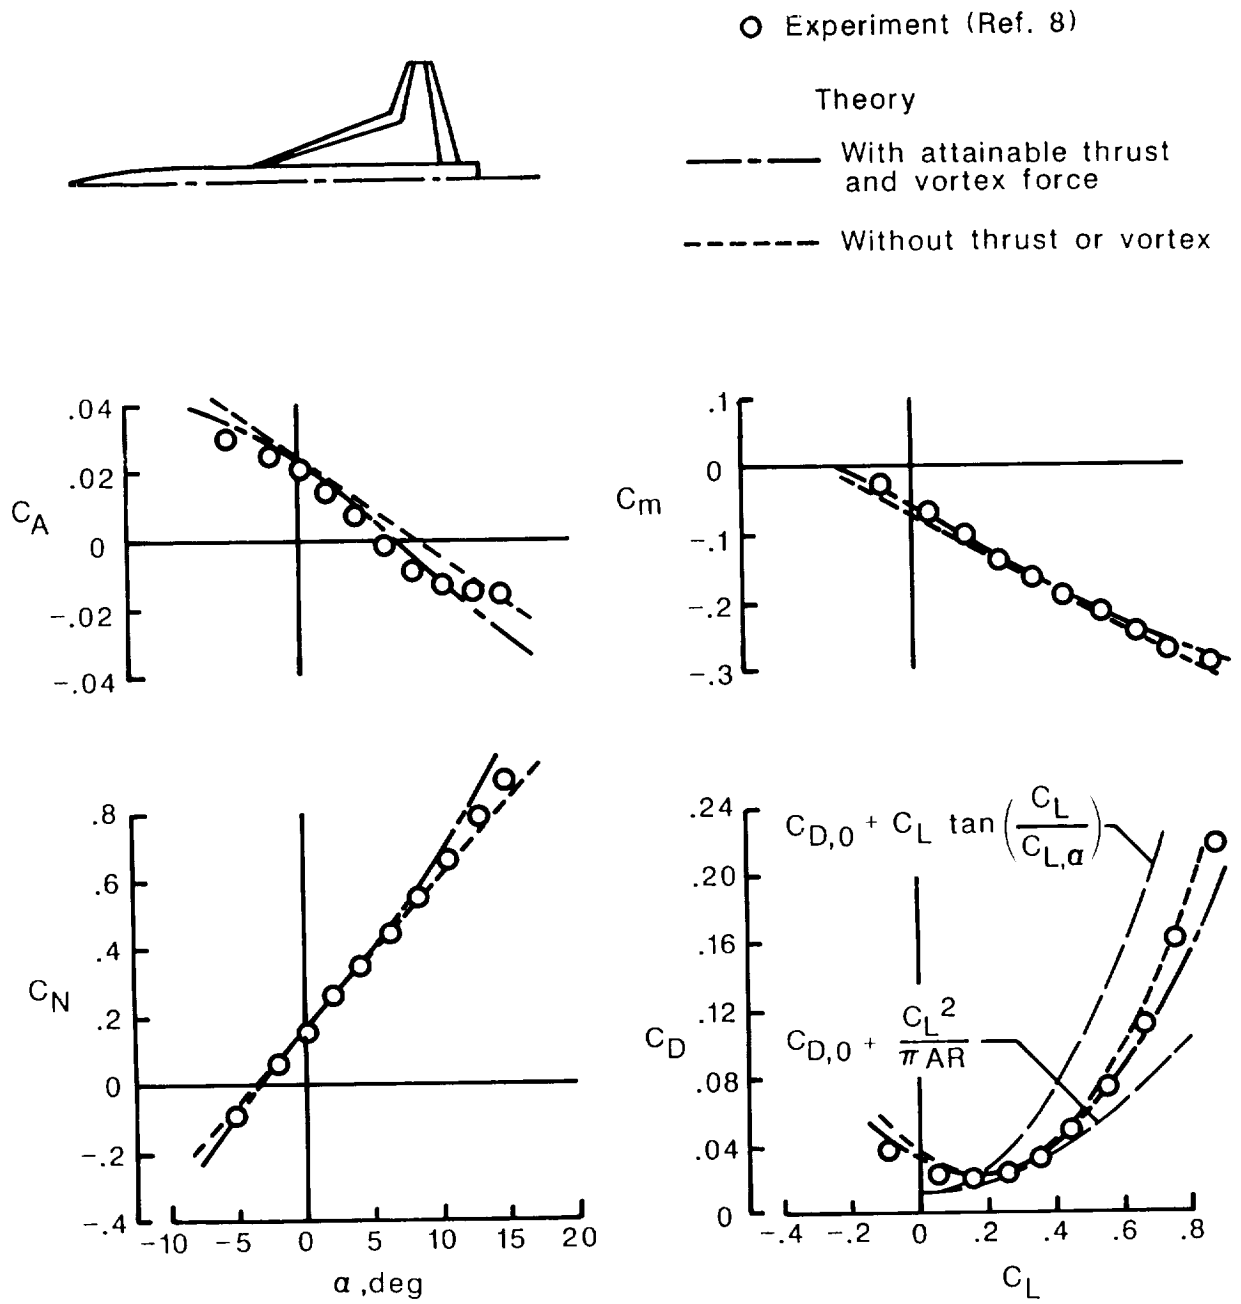 Experiment (Ref. 8)
Theory
With attainable thrust
and vortex force
Without thrust or vortex
.04
.02
0
-.02
-.04
C_A
.1
0
-.1
-.2
-.3
C_m
.8
.6
.4
.2
0
-.2
-.4
C_N
-10 -5 0 5 10 15 20
α, deg
.24
.20
.16
.12
.08
.04
0
C_D
C_{D,0} + C_L tan(C_L/C_{L,α})
C_{D,0} + C_L^2/πAR
-.4 -.2 0 .2 .4 .6 .8
C_L